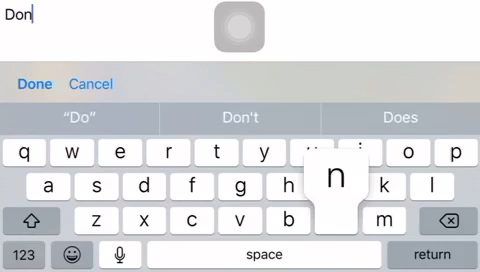 Don
Done Cancel
“Do” Don't Does
q w e r t y o p
a s d f g h n k l
z x c v b m
123 space return